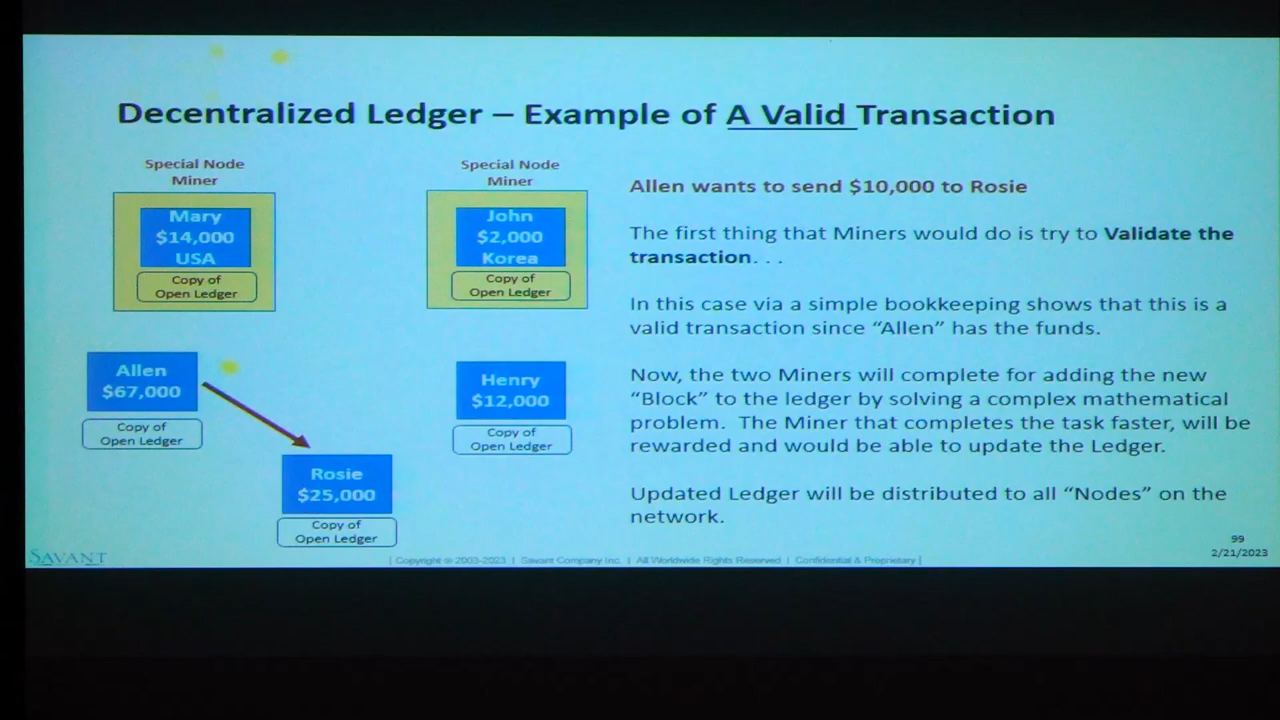 Decentralized Ledger – Example of A Valid Transaction
Special Node
Miner
Mary
$14,000
USA
Copy of
Open Ledger
Special Node
Miner
John
$2,000
Korea
Copy of
Open Ledger
Allen
$67,000
Copy of
Open Ledger
Henry
$12,000
Copy of
Open Ledger
Rosie
$25,000
Copy of
Open Ledger
Allen wants to send $10,000 to Rosie
The first thing that Miners would do is try to Validate the
transaction. . .
In this case via a simple bookkeeping shows that this is a
valid transaction since “Allen” has the funds.
Now, the two Miners will complete for adding the new
“Block” to the ledger by solving a complex mathematical
problem. The Miner that completes the task faster, will be
rewarded and would be able to update the Ledger.
Updated Ledger will be distributed to all “Nodes” on the
network.
SAVANT
| Copyright © 2003-2023 | Savant Company Inc. | All Worldwide Rights Reserved | Confidential & Proprietary |
99
2/21/2023